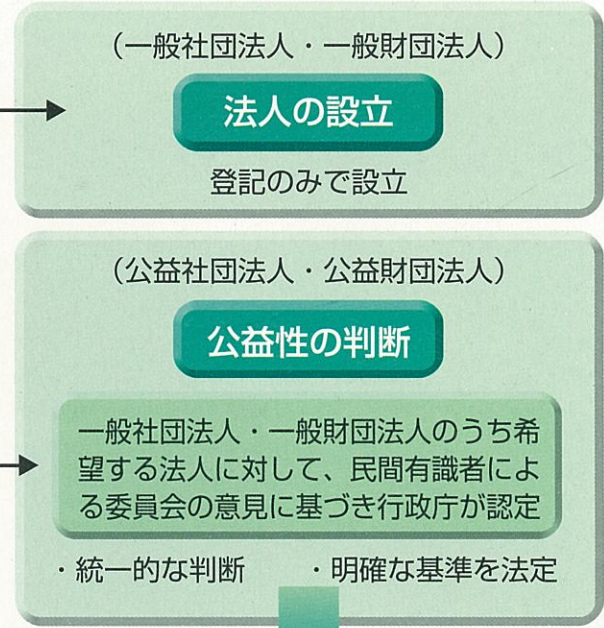 （一般社団法人・一般財団法人）
法人の設立
登記のみで設立
（公益社団法人・公益財団法人）
公益性の判断
一般社団法人・一般財団法人のうち希
望する法人に対して、民間有識者によ
る委員会の意見に基づき行政庁が認定
・統一的な判断　・明確な基準を法定